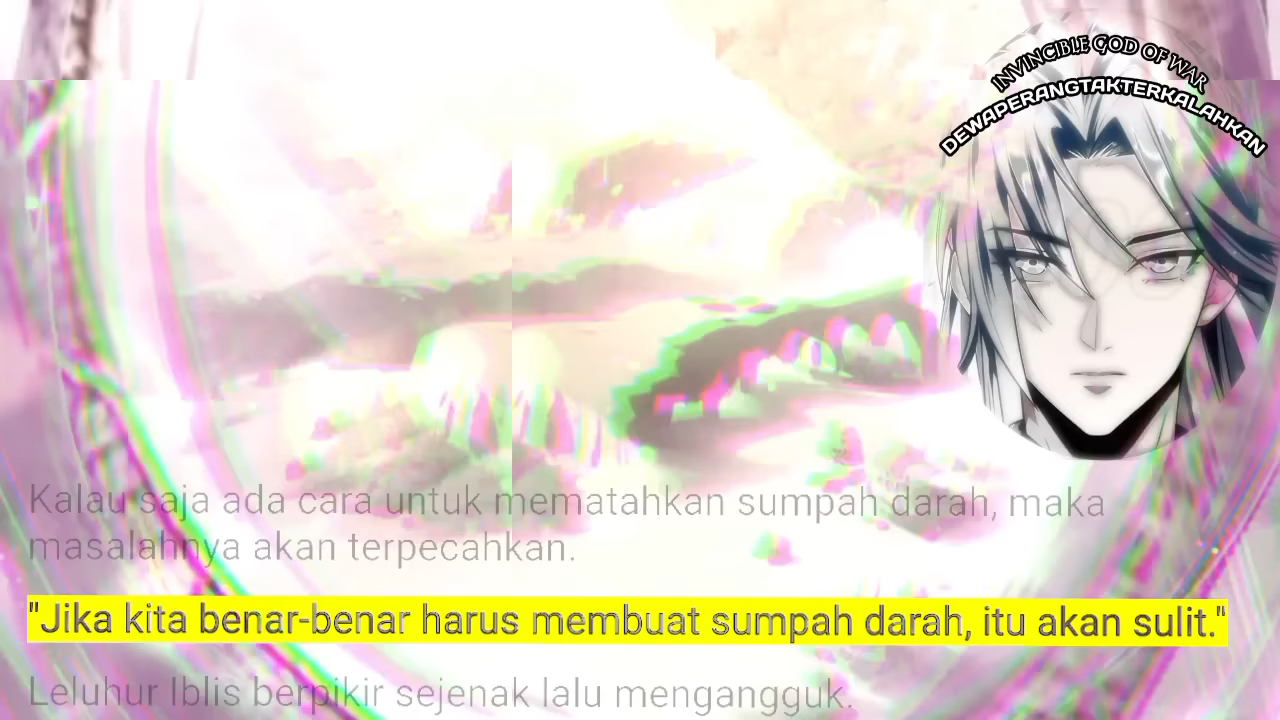 INVINCIBLE GOD OF WAR
DEWAPERANGTAKTERKALAHKAN
Kalau saja ada cara untuk mematahkan sumpah darah, maka
masalahnya akan terpecahkan.
"Jika kita benar-benar harus membuat sumpah darah, itu akan sulit."
Leluhur Iblis berpikir sejenak lalu mengangguk.